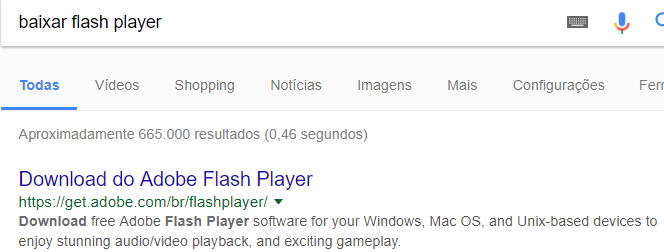 baixar flash player
Todas Vídeos Shopping Notícias Imagens Mais Configurações Ferr
Aproximadamente 665.000 resultados (0,46 segundos)
Download do Adobe Flash Player
https://get.adobe.com/br/flashplayer/
Download free Adobe Flash Player software for your Windows, Mac OS, and Unix-based devices to
enjoy stunning audio/video playback, and exciting gameplay.